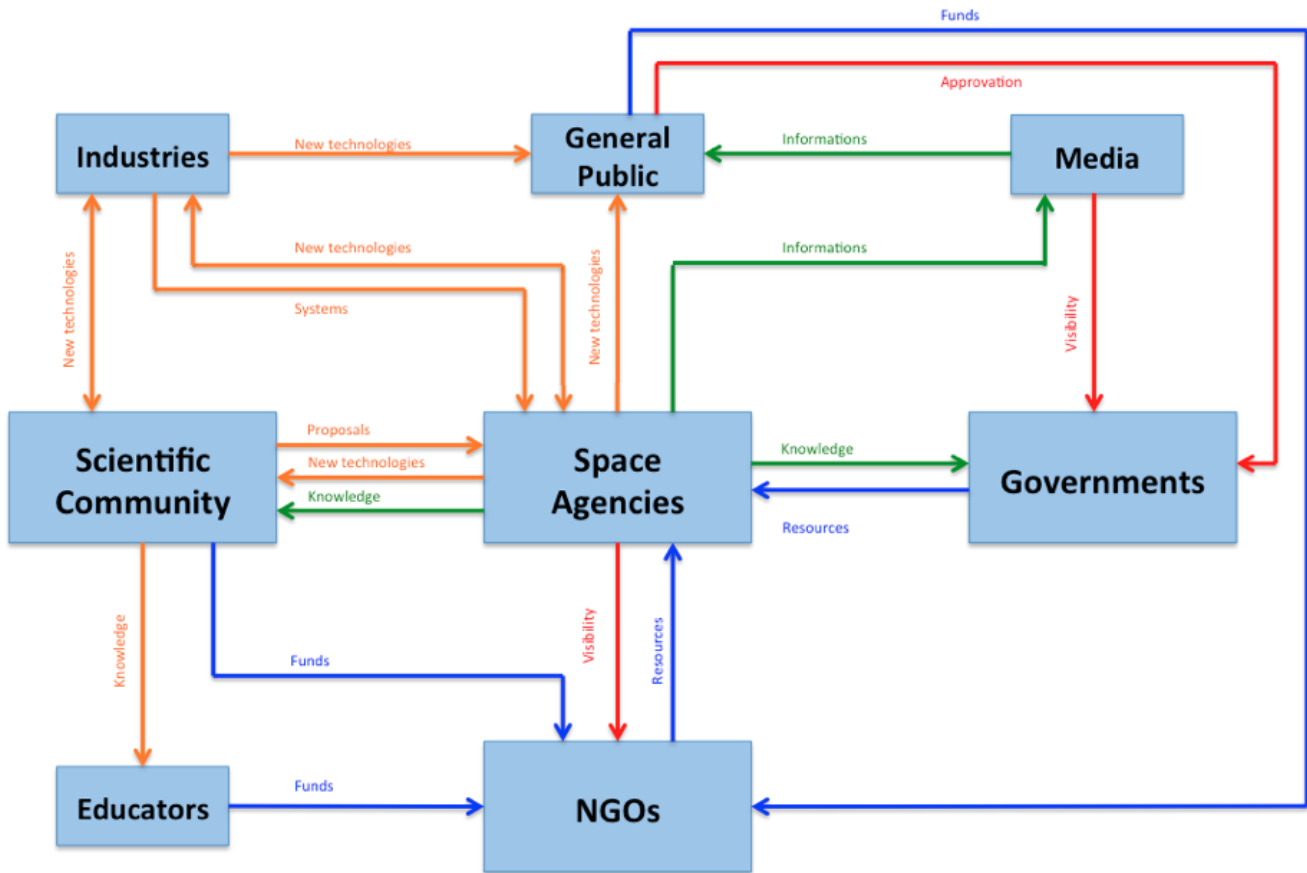 Funds
Approvation
Industries
New technologies
General
Public
Informations
Media
New technologies
New technologies
Systems
New technologies
Informations
Visibility
Scientific
Community
Proposals
New technologies
Knowledge
Space
Agencies
Knowledge
Resources
Governments
Knowledge
Funds
Visibility
Resources
Educators
Funds
NGOs